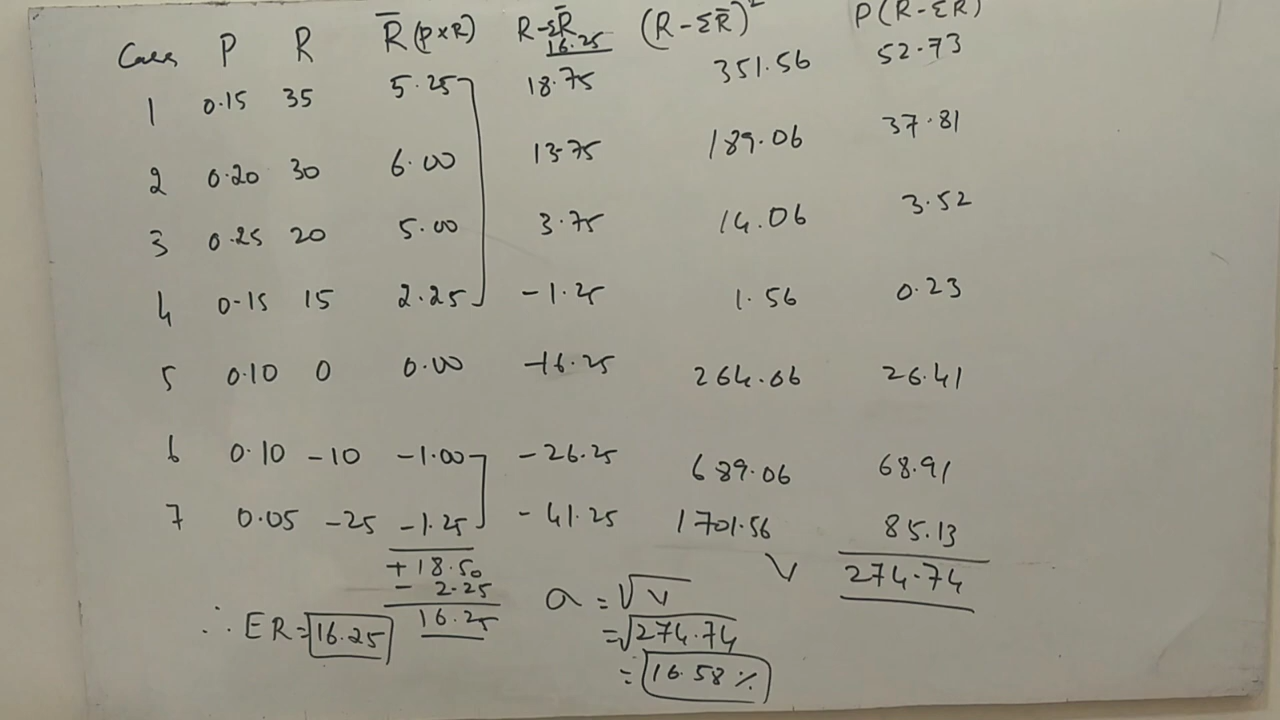 Cases P R R̄ (P×R) R-ΣR̄ (R-ΣR̄)² P(R-ΣR)
16.25
1 0.15 35 5.25 18.75 351.56 52.73
2 0.20 30 6.00 13.75 189.06 37.81
3 0.25 20 5.00 3.75 14.06 3.52
4 0.15 15 2.25 -1.25 1.56 0.23
5 0.10 0 0.00 -16.25 264.06 26.41
6 0.10 -10 -1.00 -26.25 689.06 68.91
7 0.05 -25 -1.25 -41.25 1701.56 85.13
+18.50 V 274.74
- 2.25
16.25
∴ ER = 16.25
σ = √V
= √274.74
= 16.58 %